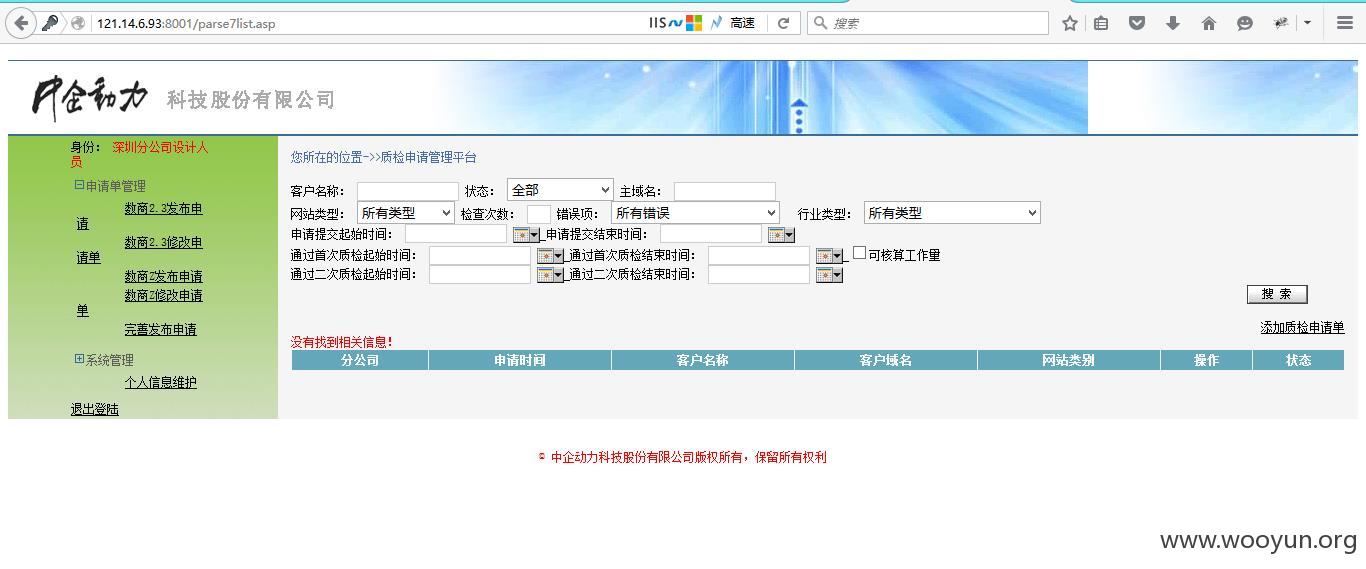 121.14.6.93:8001/parse7list.asp IIS 高速 搜索
中企动力 科技股份有限公司
身份： 深圳分公司设计人
员
申请单管理
数商2.3发布申
请
数商2.3修改申
请单
数商Z发布申请
数商Z修改申请
单
完善发布申请
系统管理
个人信息维护
退出登陆
您所在的位置->>质检申请管理平台
客户名称： 状态： 全部 主域名：
网站类型： 所有类型 检查次数： 错误项： 所有错误 行业类型： 所有类型
申请提交起始时间： 申请提交结束时间：
通过首次质检起始时间： 通过首次质检结束时间： 可核算工作量
通过二次质检起始时间： 通过二次质检结束时间：
搜 索
添加质检申请单
没有找到相关信息!
分公司 申请时间 客户名称 客户域名 网站类别 操作 状态
© 中企动力科技股份有限公司版权所有，保留所有权利
www.wooyun.org